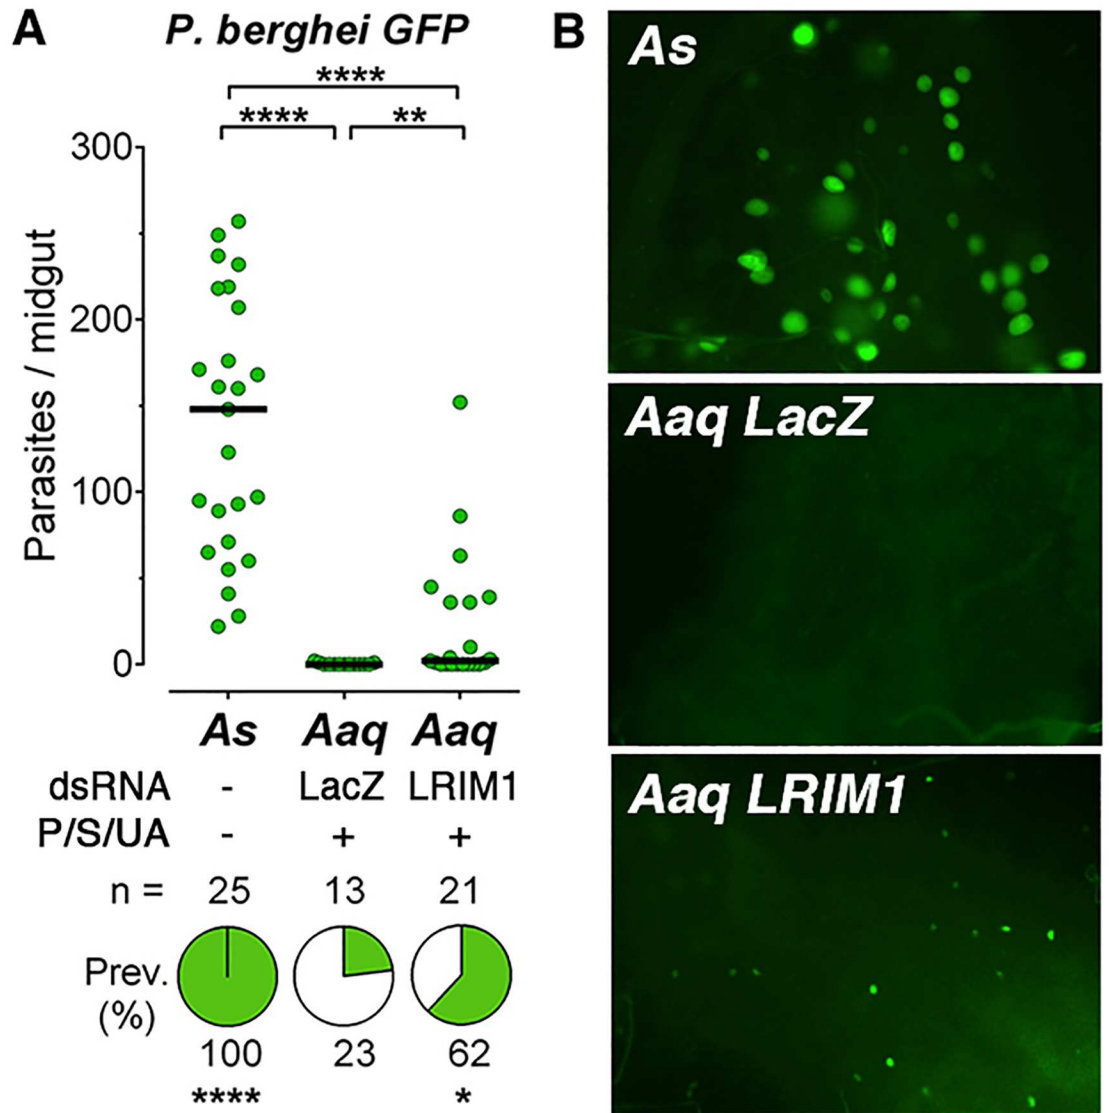 A
P. berghei GFP
****
**** **
300
200
100
0
Parasites / midgut
As Aaq Aaq
dsRNA - LacZ LRIM1
P/S/UA - + +
n = 25 13 21
Prev.
(%)
100 23 62
**** *
B
As
Aaq LacZ
Aaq LRIM1